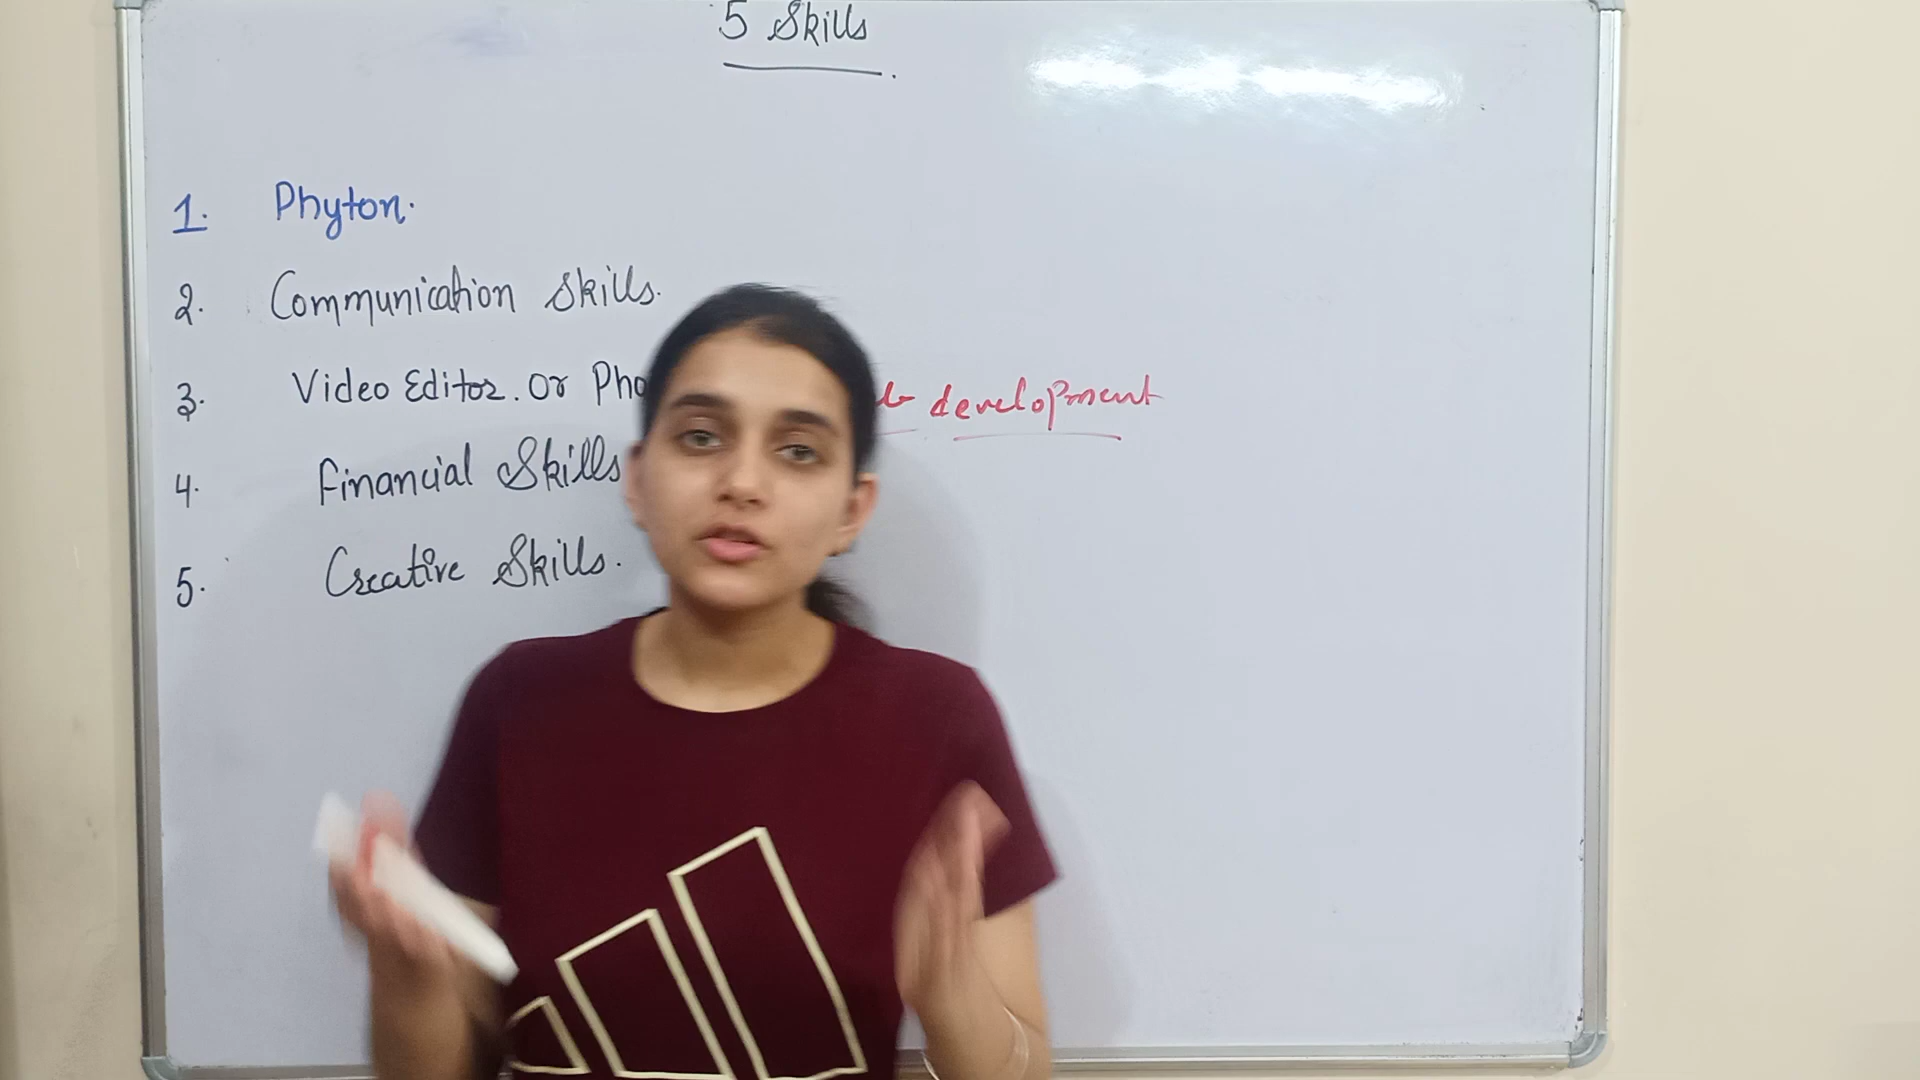 5 Skills
1. Phyton.
2. Communication Skills.
3. Video Editor. Or Pho development
4. Financial Skills
5. Creative Skills.